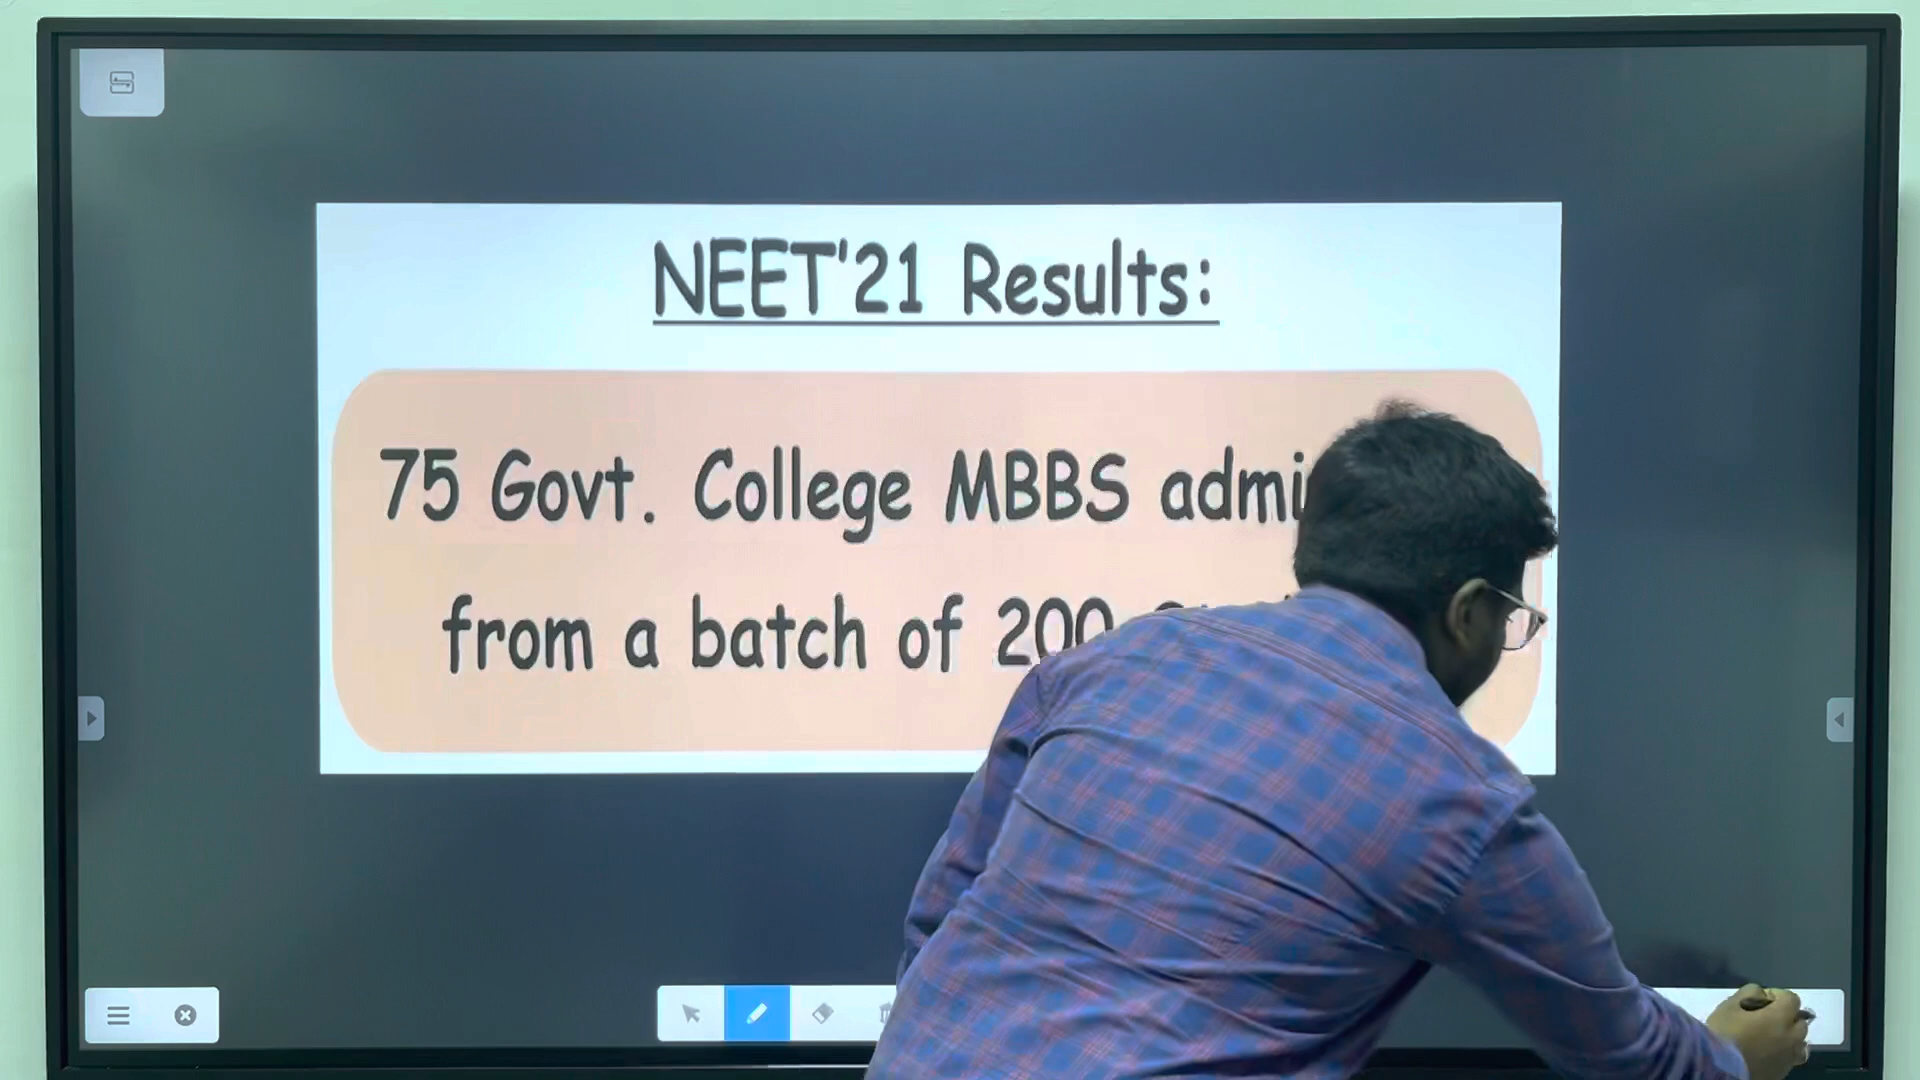 NEET'21 Results:
75 Govt. College MBBS admi
from a batch of 200